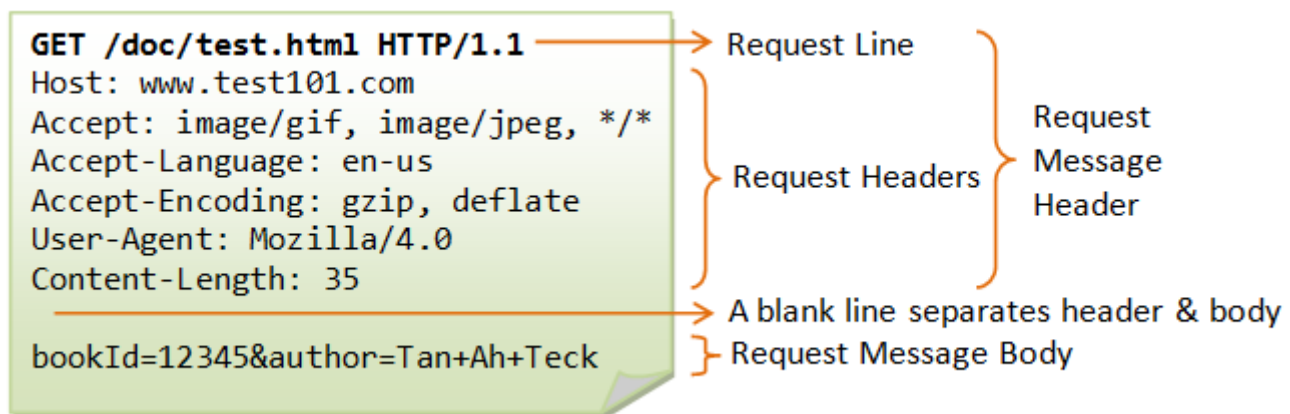 GET /doc/test.html HTTP/1.1
Request Line
Host: www.test101.com
Accept: image/gif, image/jpeg, */*
Accept-Language: en-us
Accept-Encoding: gzip, deflate
User-Agent: Mozilla/4.0
Content-Length: 35
Request Headers
Request
Message
Header
A blank line separates header & body
bookId=12345&author=Tan+Ah+Teck
Request Message Body